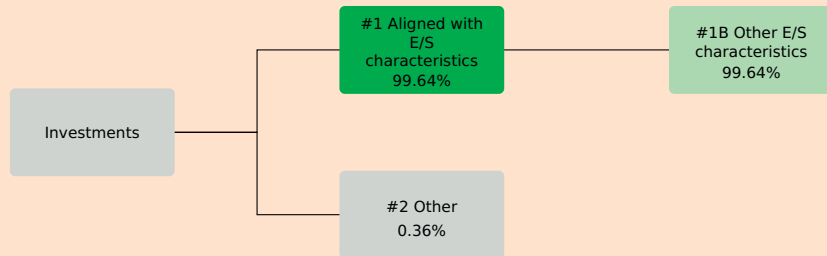 #1 Aligned with
E/S
characteristics
99.64%
#1B Other E/S
characteristics
99.64%
Investments
#2 Other
0.36%